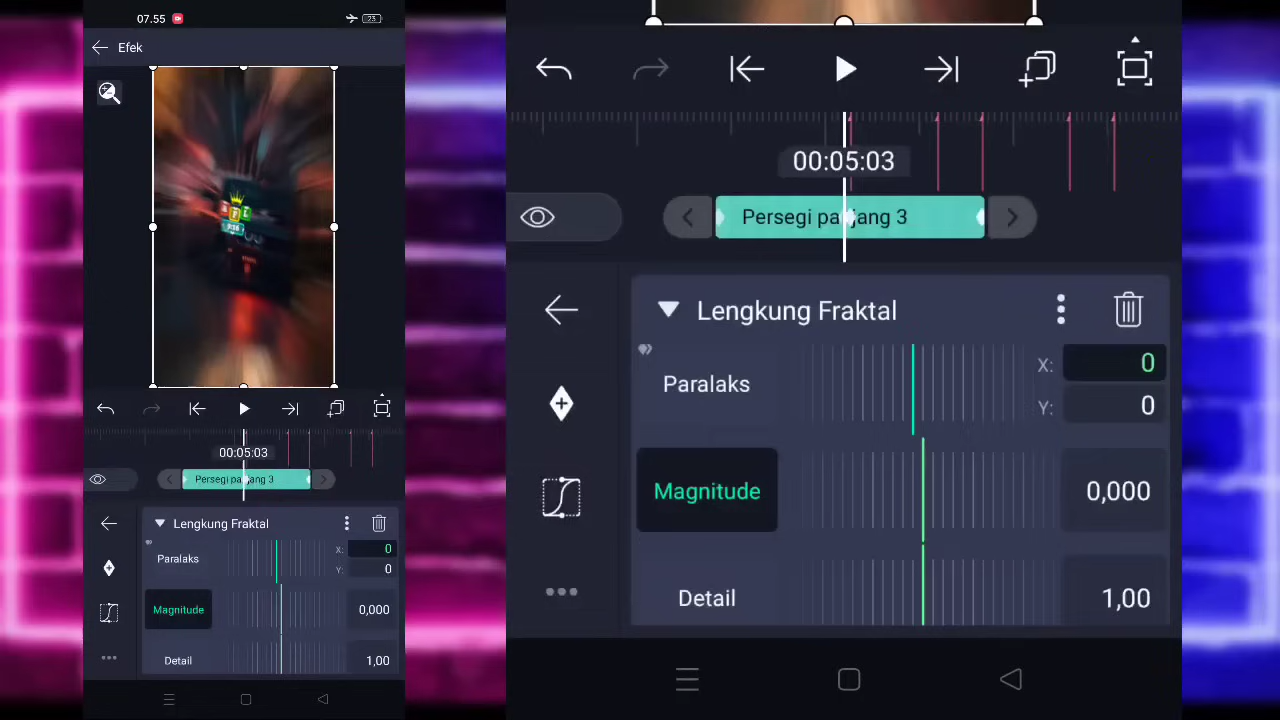 07.55
23
Efek
00:05:03
Persegi panjang 3
Lengkung Fraktal
Paralaks
X: 0
Y: 0
Magnitude
0,000
Detail
1,00
00:05:03
Persegi panjang 3
Lengkung Fraktal
Paralaks
X: 0
Y: 0
Magnitude
0,000
Detail
1,00